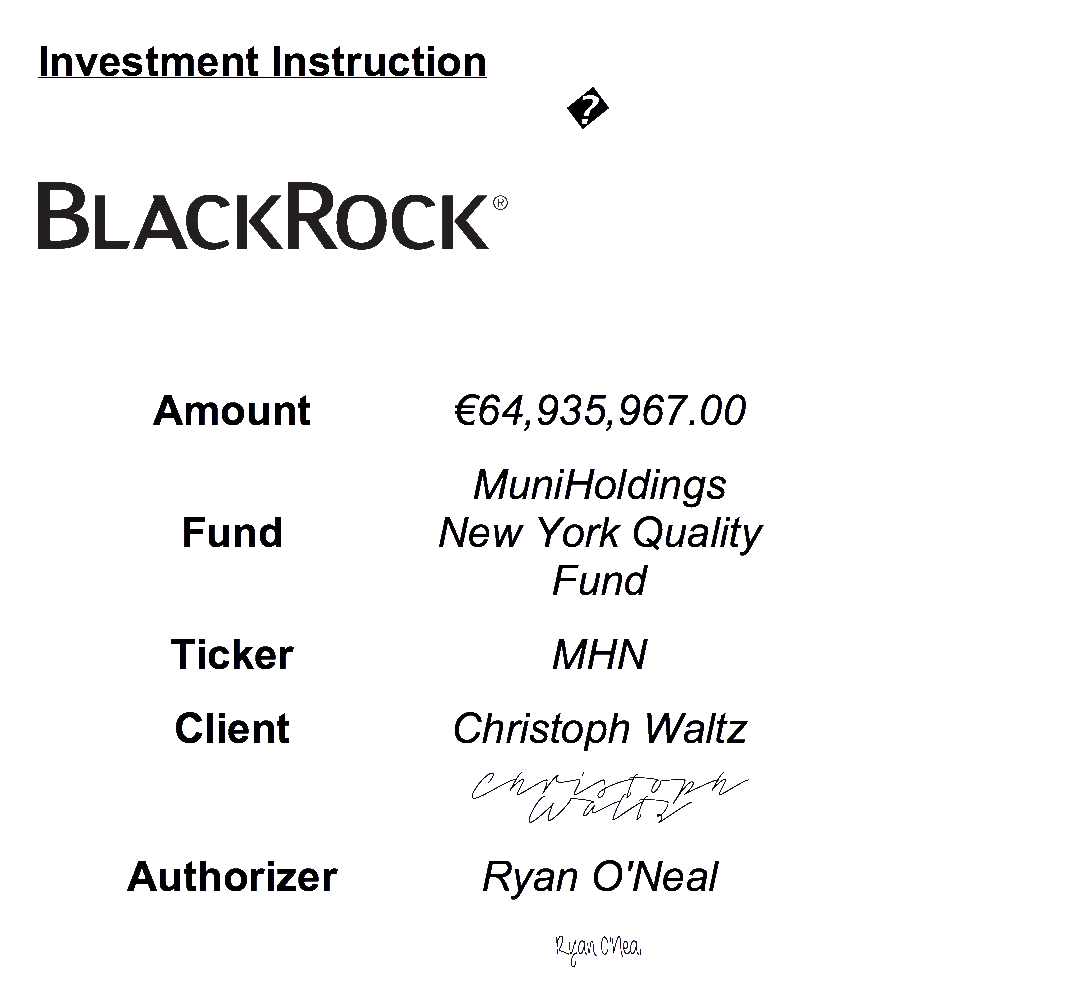 Investment Instruction
�
BLACKROCK®
Amount €64,935,967.00
MuniHoldings
Fund New York Quality
Fund
Ticker MHN
Client Christoph Waltz
Christoph
Waltz
Authorizer Ryan O'Neal
Ryan O'Nea